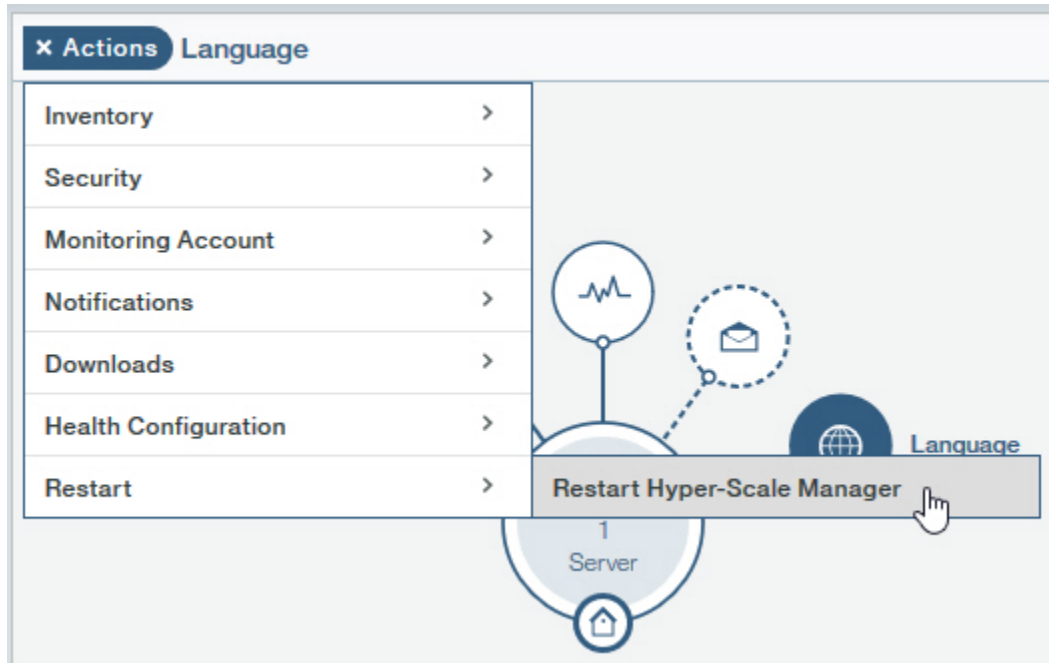 × Actions Language
Inventory
Security
Monitoring Account
Notifications
Downloads
Health Configuration
Language
Restart
Restart Hyper-Scale Manager
1
Server